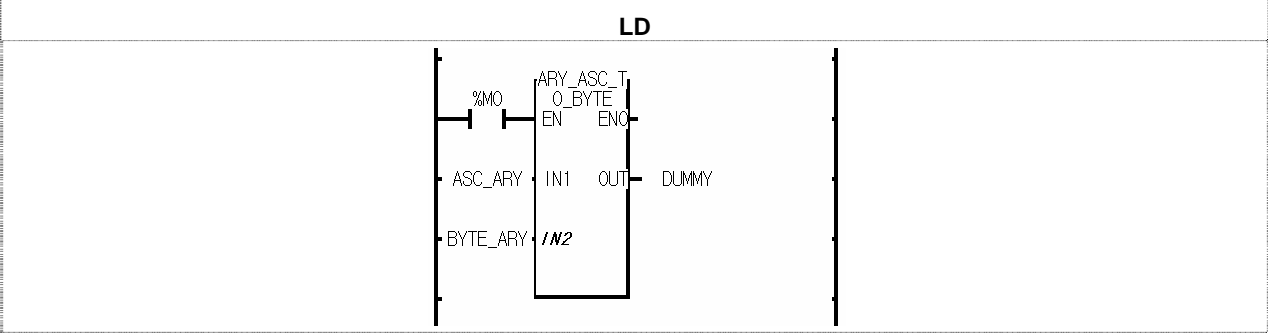 LD
ARY_ASC_T
%M0 O_BYTE
EN ENO
ASC_ARY IN1 OUT DUMMY
BYTE_ARY IN2